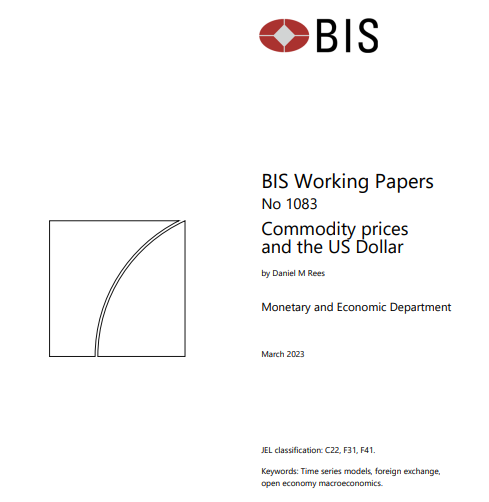 BIS
BIS Working Papers
No 1083
Commodity prices
and the US Dollar
by Daniel M Rees
Monetary and Economic Department
March 2023
JEL classification: C22, F31, F41.
Keywords: Time series models, foreign exchange,
open economy macroeconomics.